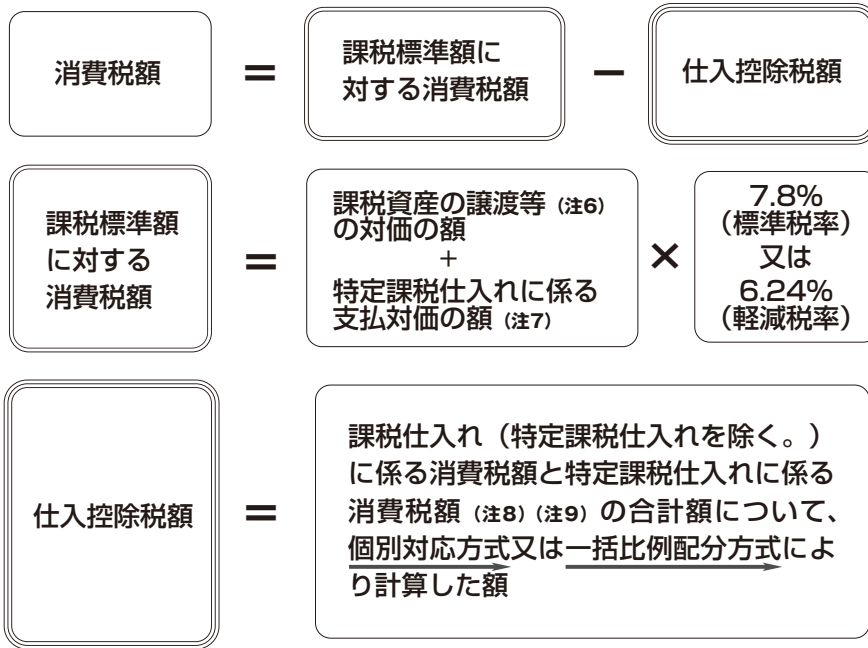 消費税額 = 課税標準額に
対する消費税額 − 仕入控除税額
課税標準額
に対する
消費税額
=
課税資産の譲渡等（注6）
の対価の額
+
特定課税仕入れに係る
支払対価の額（注7）
×
7.8%
（標準税率）
又は
6.24%
（軽減税率）
仕入控除税額
=
課税仕入れ（特定課税仕入れを除く。）
に係る消費税額と特定課税仕入れに係る
消費税額（注8）（注9）の合計額について、
個別対応方式又は一括比例配分方式によ
り計算した額